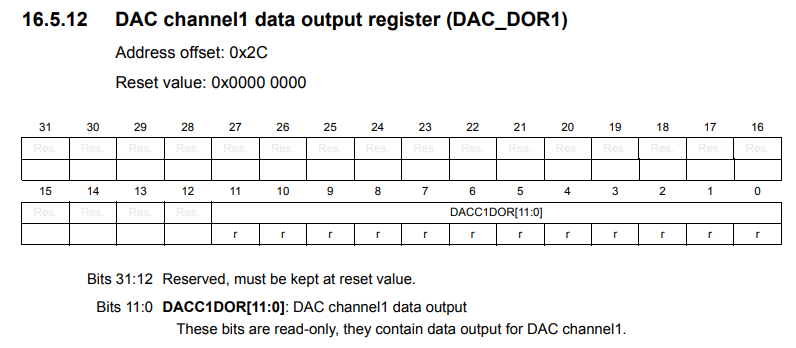 16.5.12 DAC channel1 data output register (DAC_DOR1)
Address offset: 0x2C
Reset value: 0x0000 0000
31 30 29 28 27 26 25 24 23 22 21 20 19 18 17 16
Res. Res. Res. Res. Res. Res. Res. Res. Res. Res. Res. Res. Res. Res. Res. Res.
15 14 13 12 11 10 9 8 7 6 5 4 3 2 1 0
Res. Res. Res. Res. DACC1DOR[11:0]
r r r r r r r r r r r r
Bits 31:12 Reserved, must be kept at reset value.
Bits 11:0 DACC1DOR[11:0]: DAC channel1 data output
These bits are read-only, they contain data output for DAC channel1.